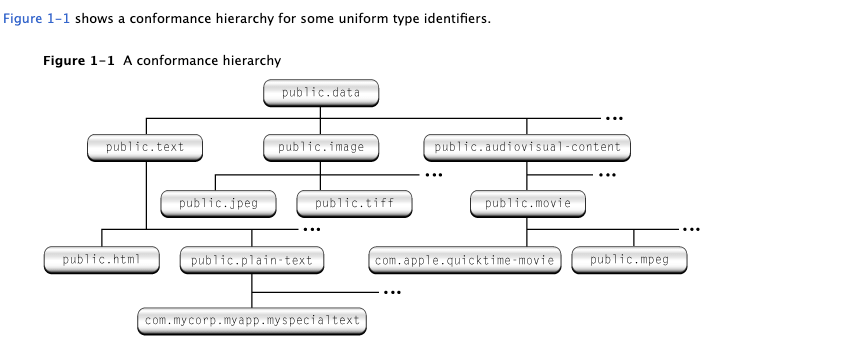 Figure 1-1 shows a conformance hierarchy for some uniform type identifiers.
Figure 1-1 A conformance hierarchy
public.data
•••
public.text public.image public.audiovisual-content
••• •••
public.jpeg public.tiff public.movie
••• •••
public.html public.plain-text com.apple.quicktime-movie public.mpeg
•••
com.mycorp.myapp.myspecialtext